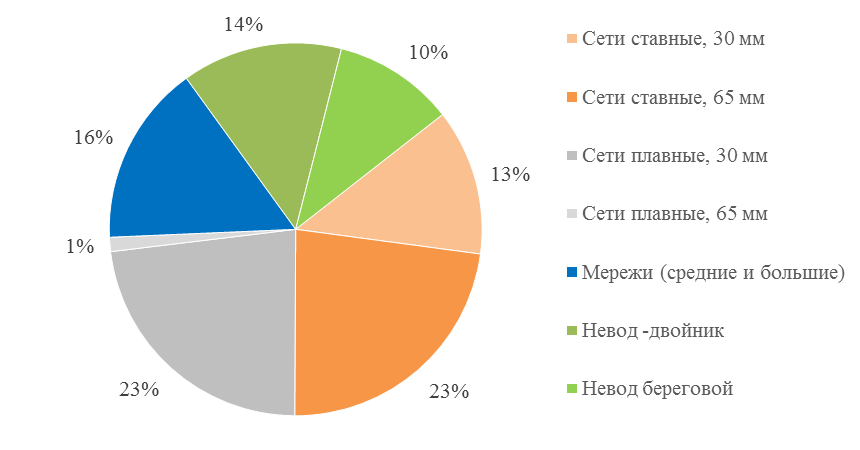 14%
10%
16%
13%
1%
23%
23%
Сети ставные, 30 мм
Сети ставные, 65 мм
Сети плавные, 30 мм
Сети плавные, 65 мм
Мережи (средние и большие)
Невод -двойник
Невод береговой